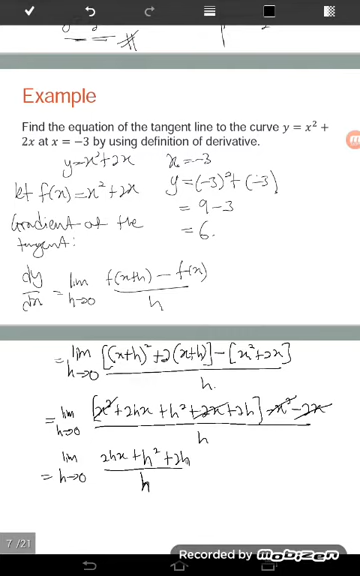 Example
Find the equation of the tangent line to the curve y = x² +
2x at x = −3 by using definition of derivative.
y = x² + 2x
let f(x) = x² + 2x
Gradient of the
tangent:
x = −3
y = (−3)² + (−3)
= 9 − 3
= 6.
dy/dx = lim h→0 f(x+h) − f(x) / h
= lim h→0 [(x+h)² + 2(x+h)] − [x² + 2x] / h.
= lim h→0 [x² + 2hx + h² + 2x + 2h] − x² − 2x / h
= lim h→0 2hx + h² + 2h / h
7 / 21
Recorded by Mobizen